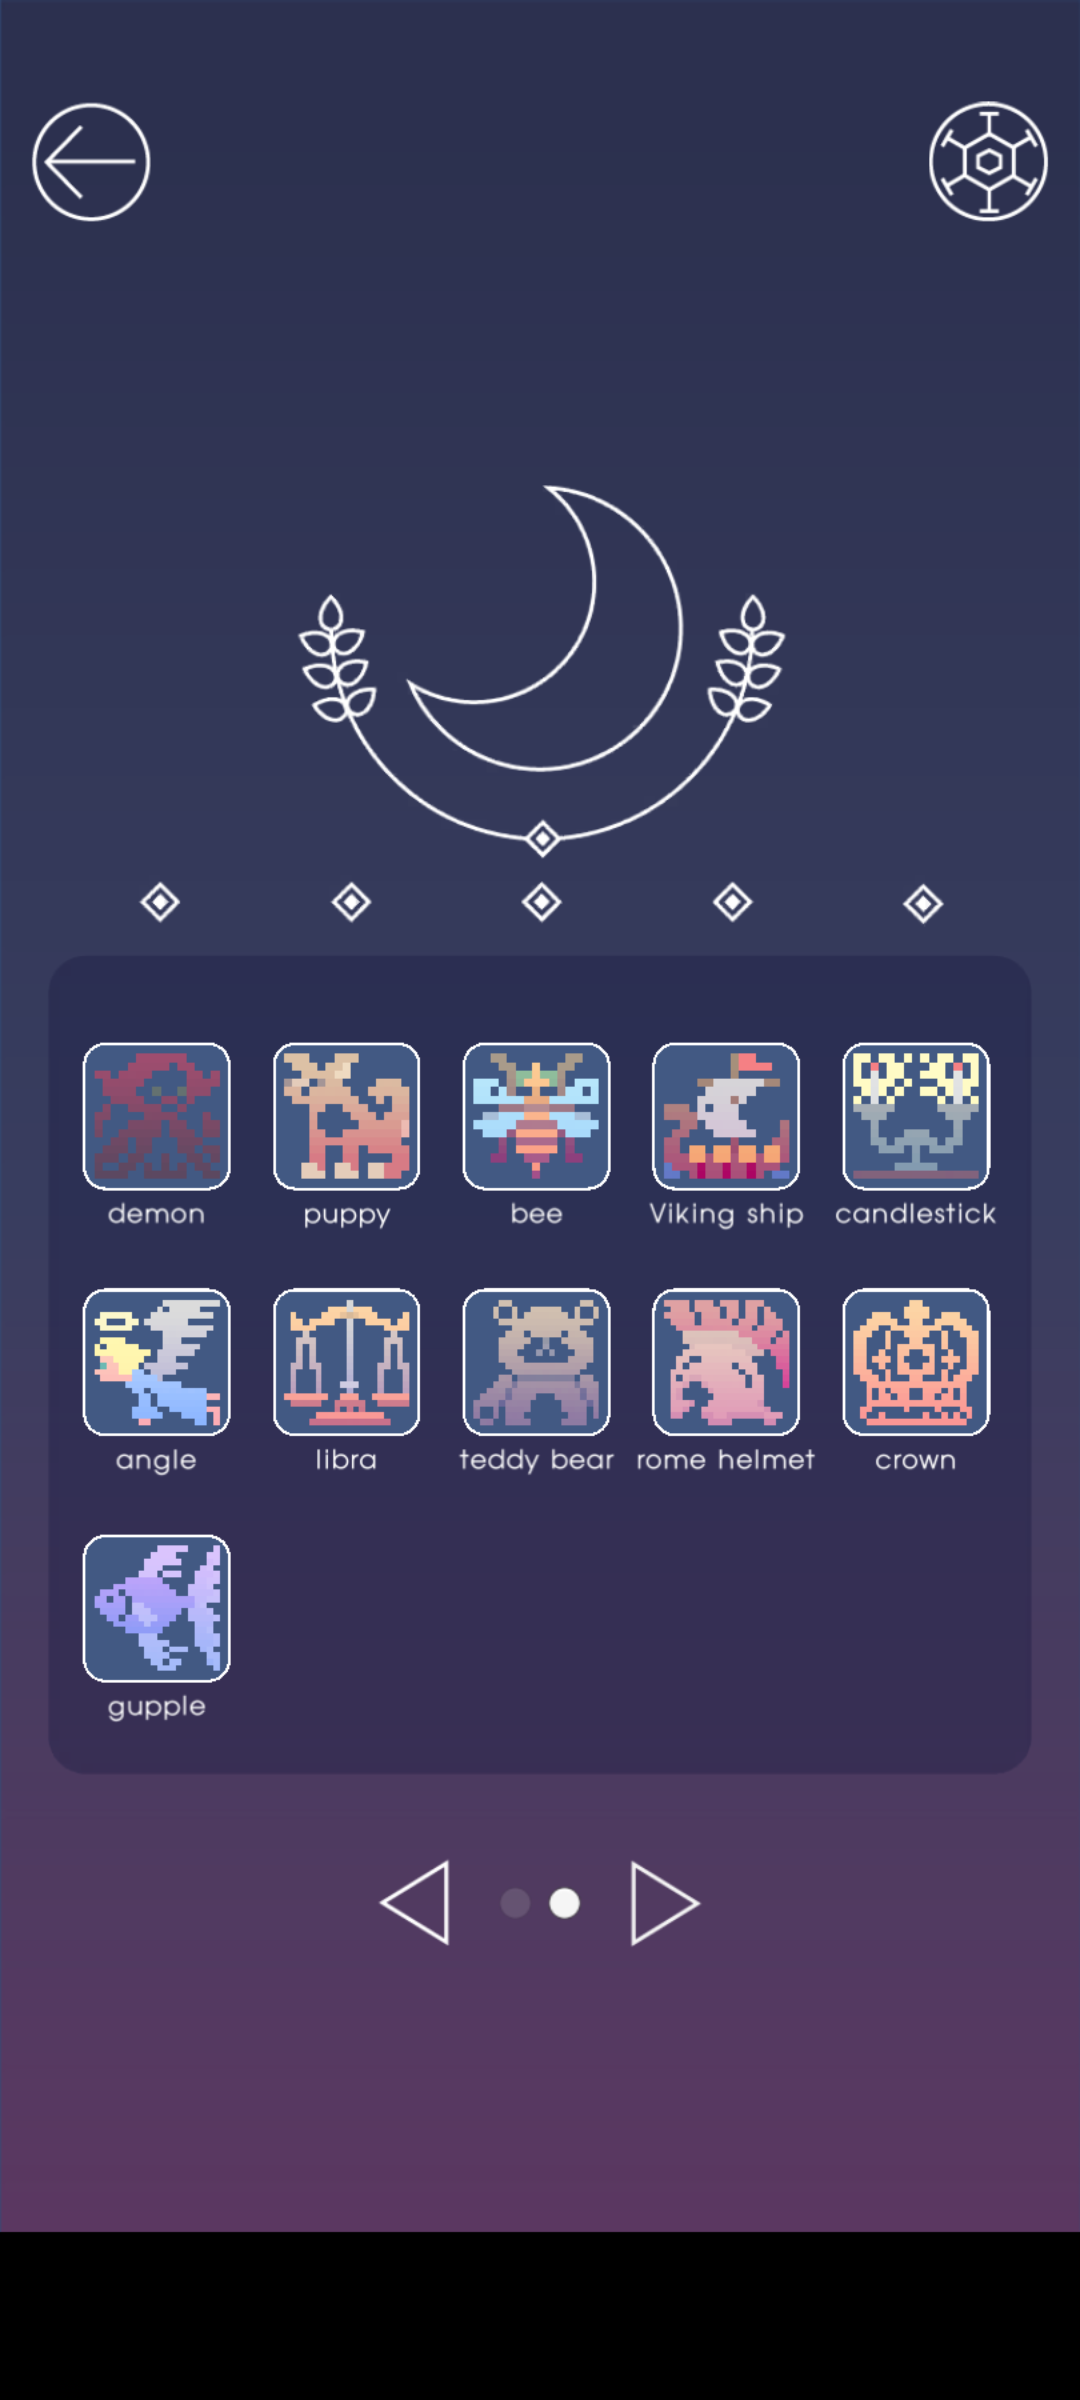 demon
puppy
bee
Viking ship
candlestick
angle
libra
teddy bear
rome helmet
crown
gupple